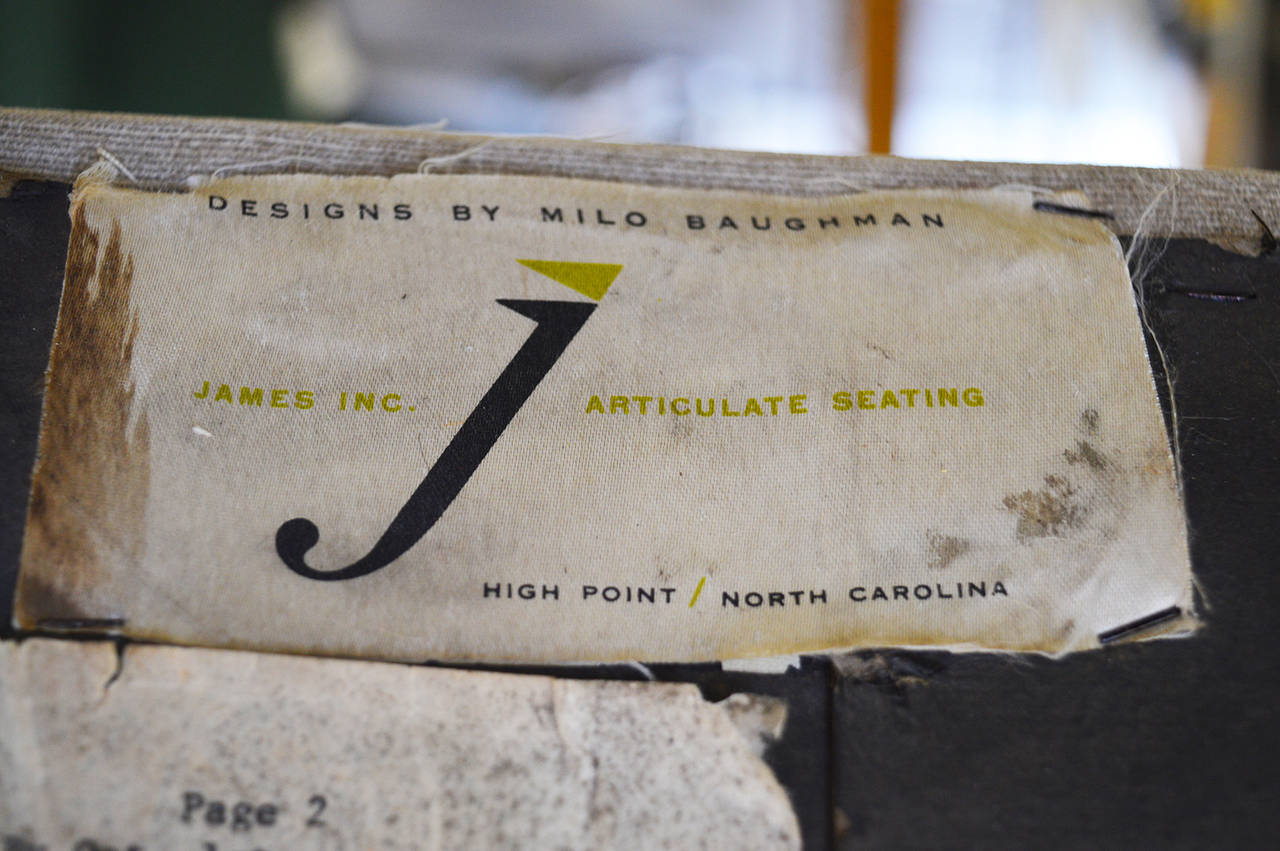 DESIGNS BY MILO BAUGHMAN
j
JAMES INC. ARTICULATE SEATING
HIGH POINT / NORTH CAROLINA
Page 2